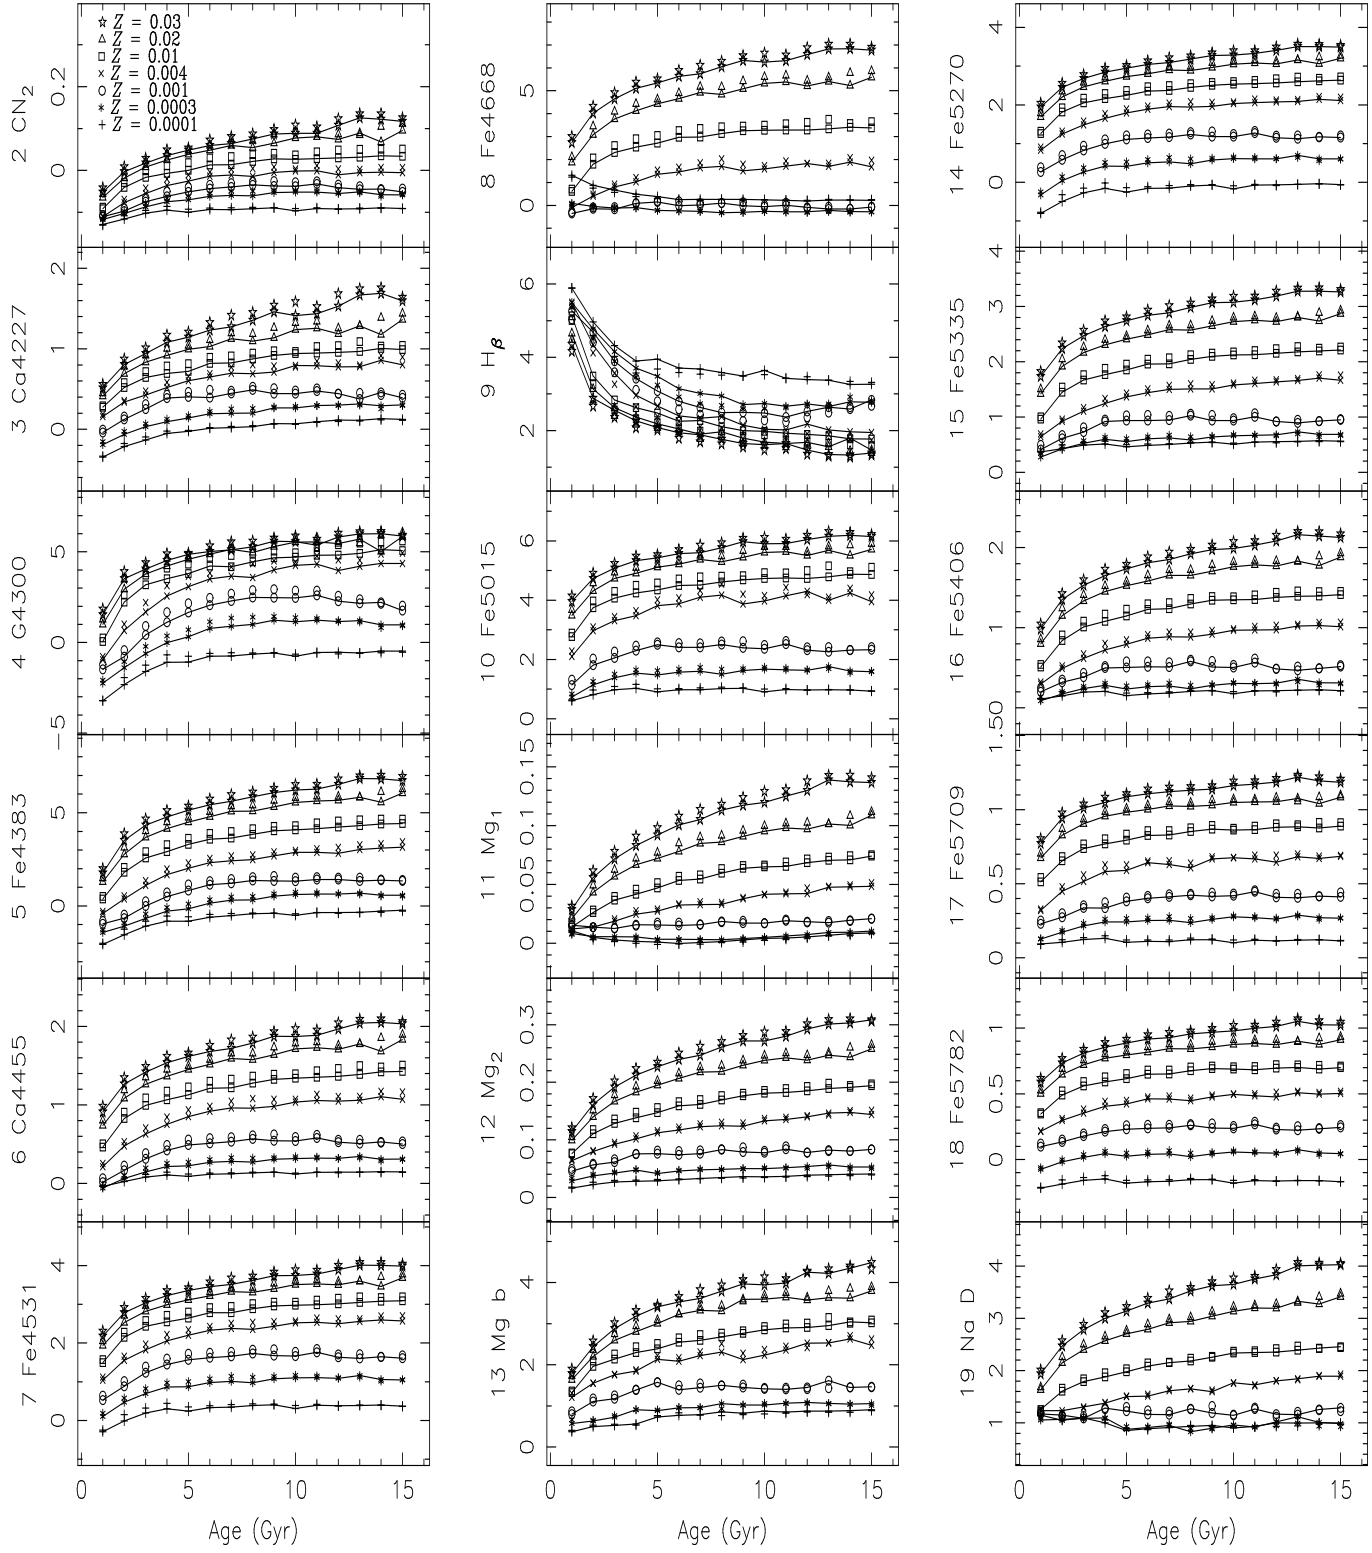 ☆ Z = 0.03
△ Z = 0.02
□ Z = 0.01
× Z = 0.004
○ Z = 0.001
* Z = 0.0003
+ Z = 0.0001
2 CN₂
0 0.2
3 Ca4227
0 1 2
4 G4300
−5 0 5
5 Fe4383
0 5
6 Ca4455
0 1 2
7 Fe4531
0 2 4
0 5 10 15
Age (Gyr)
8 Fe4668
0 5
9 Hβ
2 4 6
10 Fe5015
0 2 4 6
11 Mg₁
0 0.05 0.1 0.15
12 Mg₂
0 0.1 0.2 0.3
13 Mg b
0 2 4
0 5 10 15
Age (Gyr)
14 Fe5270
0 2 4
15 Fe5335
0 1 2 3 4
16 Fe5406
0 1 2
17 Fe5709
0 0.5 1 1.5
18 Fe5782
0 0.5 1
19 Na D
1 2 3 4
0 5 10 15
Age (Gyr)